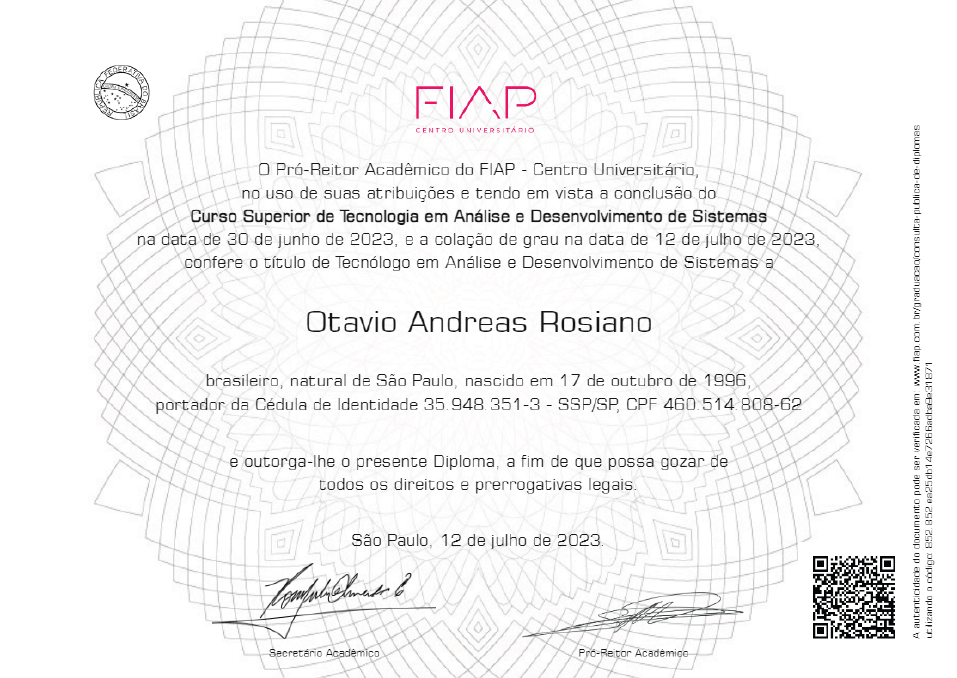 REPÚBLICA FEDERATIVA DO BRASIL
FIAP
CENTRO UNIVERSITÁRIO
O Pró-Reitor Acadêmico do FIAP - Centro Universitário,
no uso de suas atribuições e tendo em vista a conclusão do
Curso Superior de Tecnologia em Análise e Desenvolvimento de Sistemas
na data de 30 de junho de 2023, e a colação de grau na data de 12 de julho de 2023,
confere o título de Tecnólogo em Análise e Desenvolvimento de Sistemas a
Otavio Andreas Rosiano
brasileiro, natural de São Paulo, nascido em 17 de outubro de 1996,
portador da Cédula de Identidade 35.948.351-3 - SSP/SP, CPF 460.514.808-62
e outorga-lhe o presente Diploma, a fim de que possa gozar de
todos os direitos e prerrogativas legais.
São Paulo, 12 de julho de 2023.
Secretário Acadêmico
Pró-Reitor Acadêmico
A autenticidade do documento pode ser verificada em www.fiap.com.br/graduacao/consulta-publica-de-diplomas
utilizando o código: 852.852.